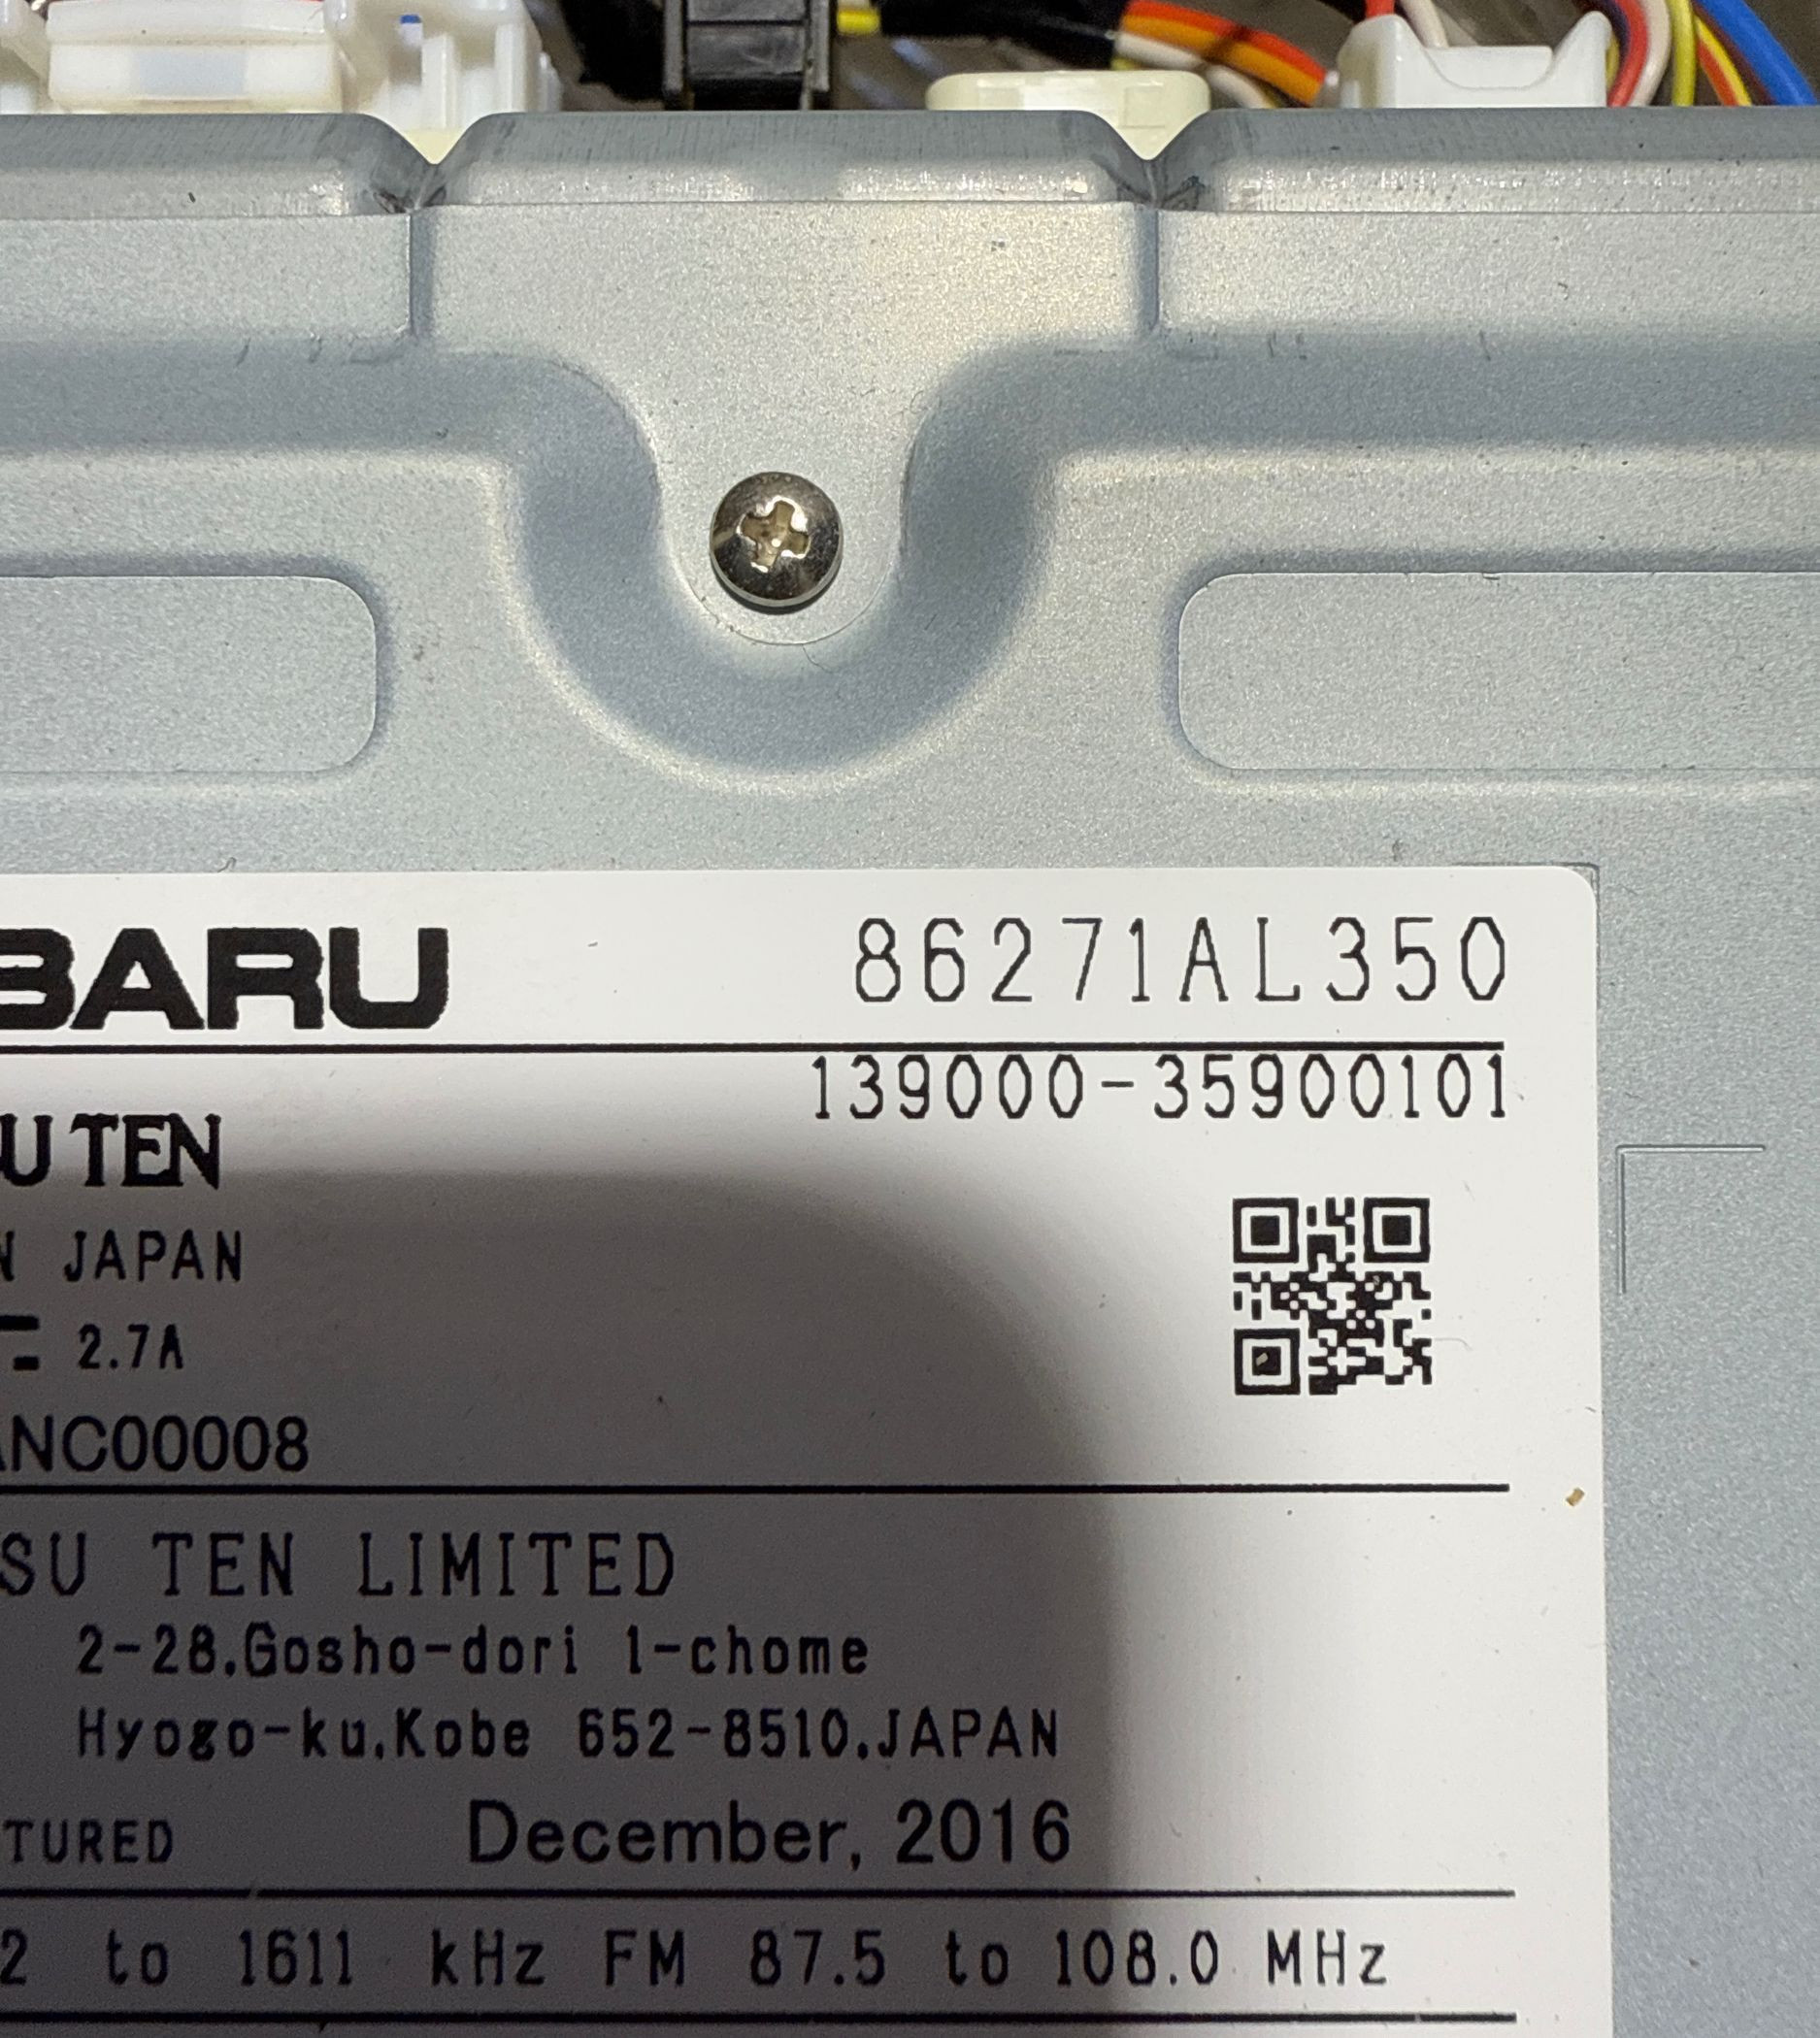 BARU 86271AL350
139000-35900101
U TEN
N JAPAN
2.7A
NC00008
SU TEN LIMITED
2-28.Gosho-dori 1-chome
Hyogo-ku.Kobe 652-8510.JAPAN
TURED December, 2016
2 to 1611 kHz FM 87.5 to 108.0 MHz